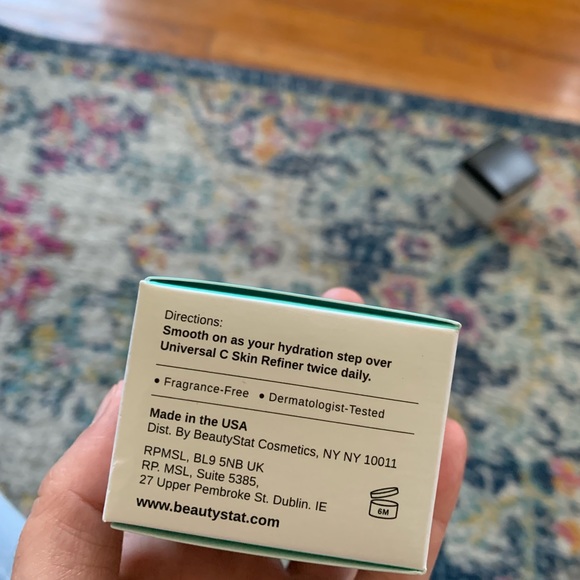 Directions:
Smooth on as your hydration step over
Universal C Skin Refiner twice daily.
• Fragrance-Free • Dermatologist-Tested
Made in the USA
Dist. By BeautyStat Cosmetics, NY NY 10011
RPMSL, BL9 5NB UK
RP. MSL, Suite 5385,
27 Upper Pembroke St. Dublin. IE
www.beautystat.com
6M